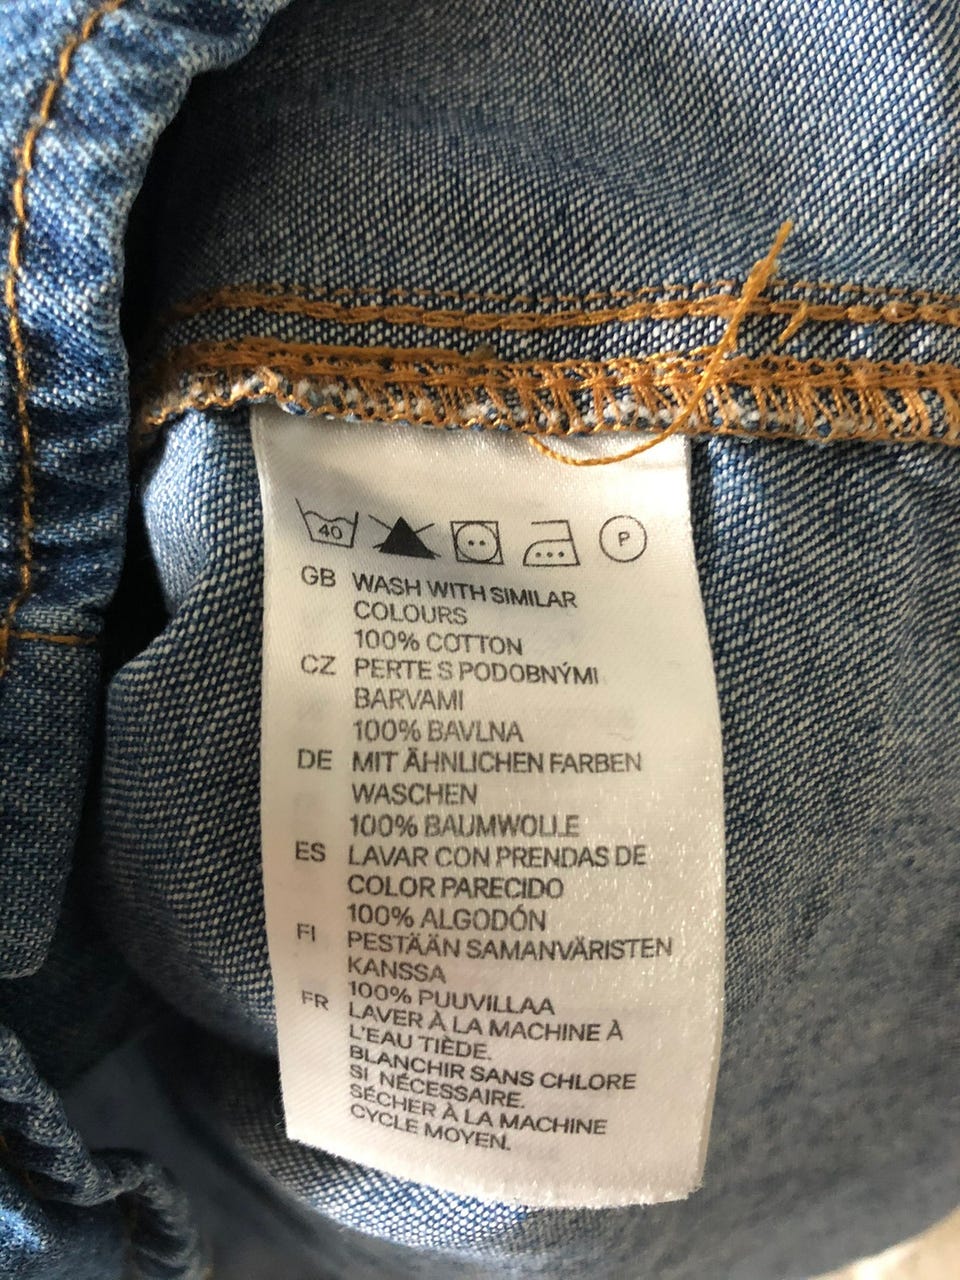 40 P
GB WASH WITH SIMILAR
COLOURS
100% COTTON
CZ PERTE S PODOBNÝMI
BARVAMI
100% BAVLNA
DE MIT ÄHNLICHEN FARBEN
WASCHEN
100% BAUMWOLLE
ES LAVAR CON PRENDAS DE
COLOR PARECIDO
100% ALGODÓN
FI PESTÄÄN SAMANVÄRISTEN
KANSSA
100% PUUVILLAA
FR LAVER À LA MACHINE À
L'EAU TIÈDE.
BLANCHIR SANS CHLORE
SI NÉCESSAIRE.
SÉCHER À LA MACHINE
CYCLE MOYEN.